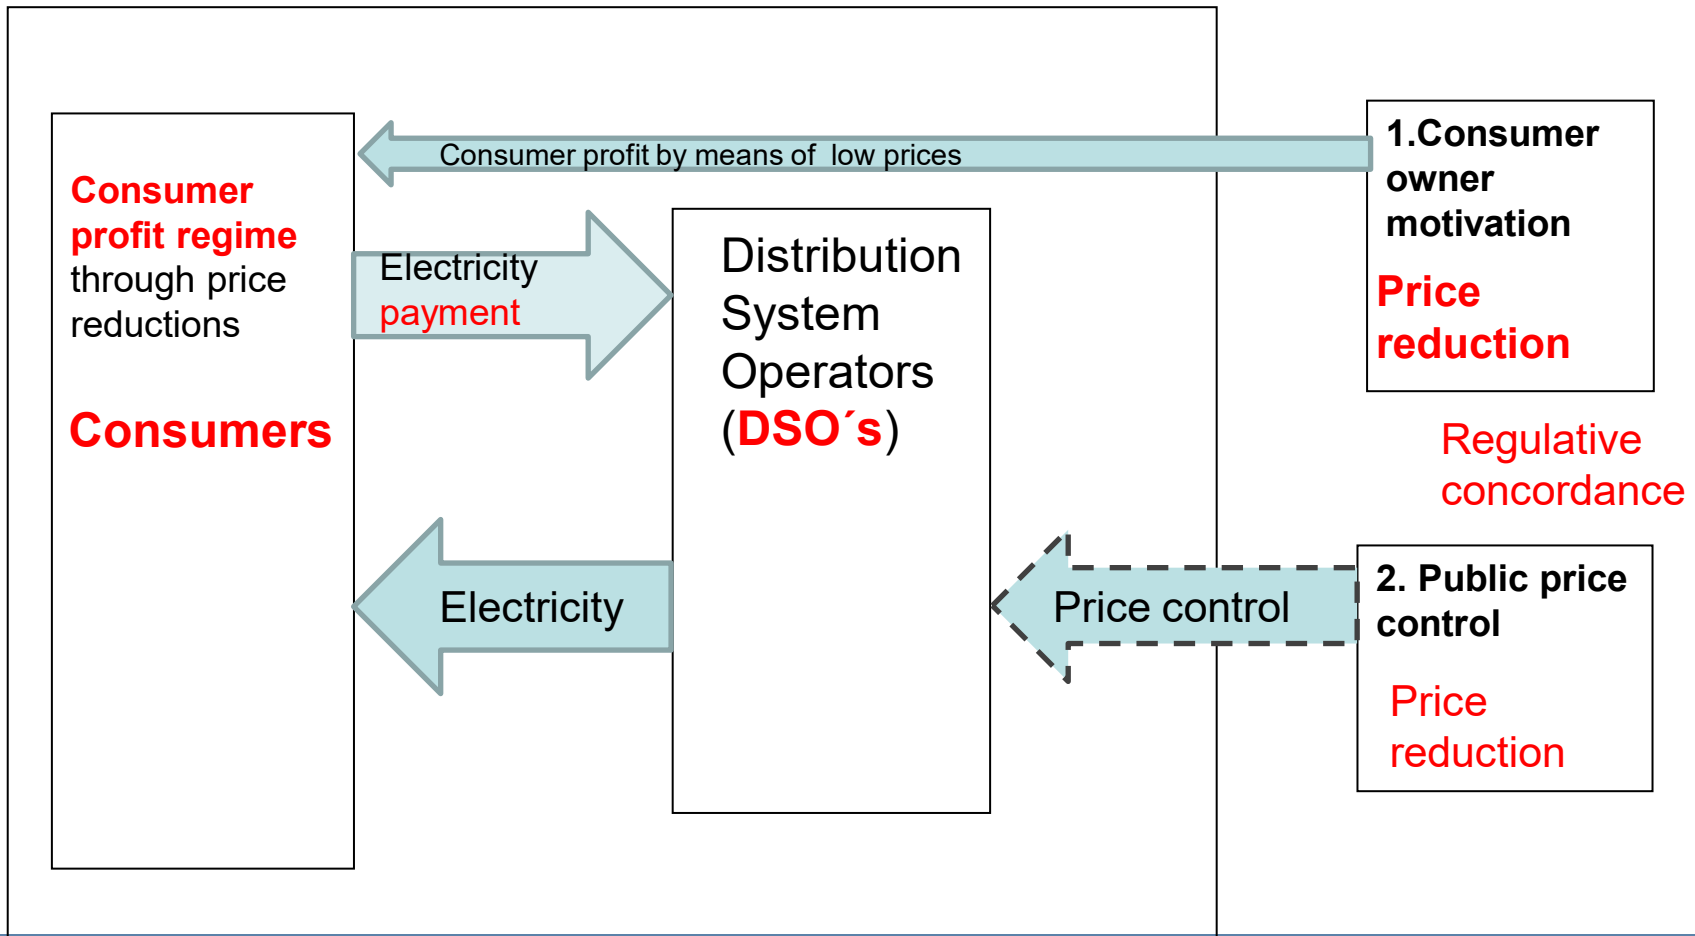 Consumer profit by means of  low prices
Consumer
profit regime
through price
reductions
Consumers
Electricity
payment
Distribution
System
Operators
(DSO´s)
Electricity
Price control
1.Consumer
owner
motivation
Price
reduction
Regulative
concordance
2. Public price
control
Price
reduction